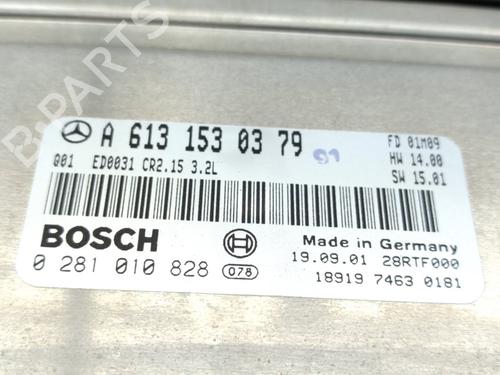 A 613 153 03 79
91
FD 01M09
Q01 ED0031 CR2.15 3.2L
HW 14.00
SW 15.01
BOSCH
Made in Germany
0 281 010 828 078
19.09.01 28RTF000
18919 7463 0181
B-Parts